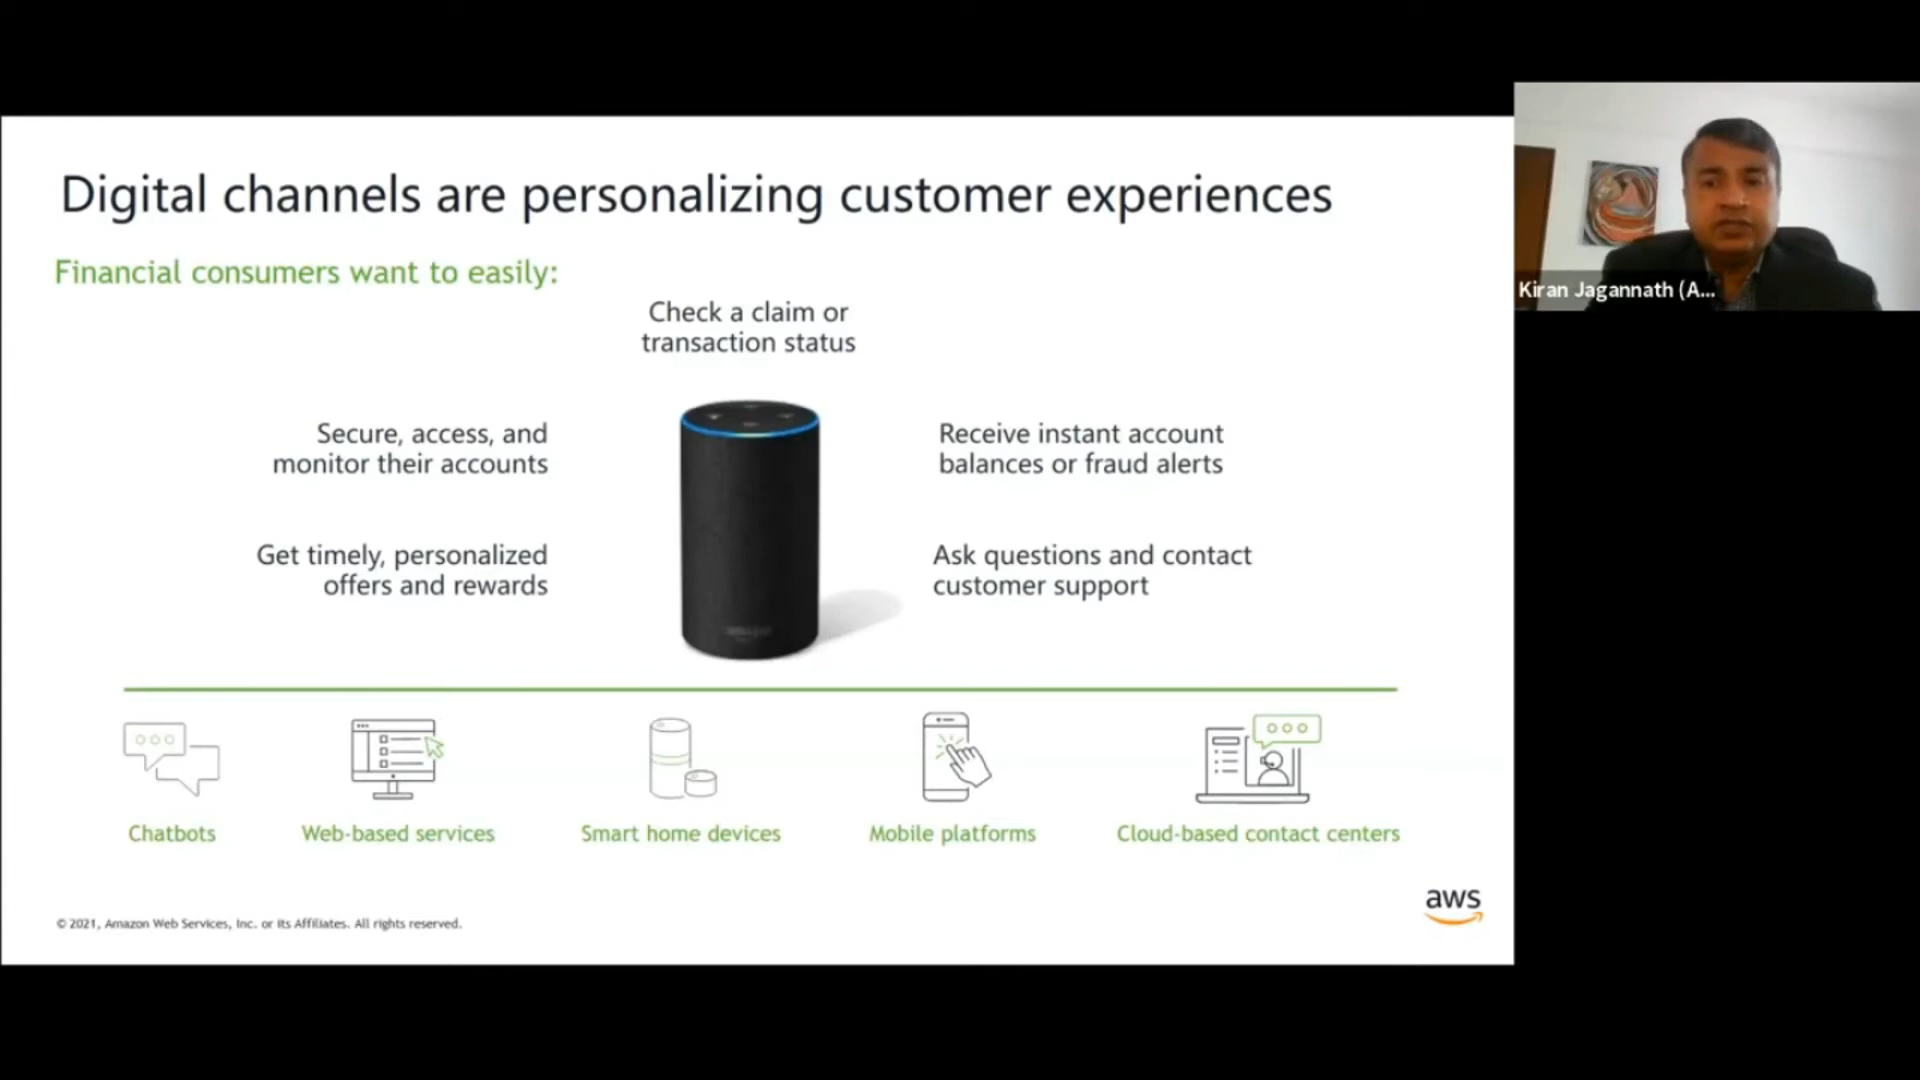 Digital channels are personalizing customer experiences
Financial consumers want to easily:
Check a claim or
transaction status
Secure, access, and
monitor their accounts
Receive instant account
balances or fraud alerts
Get timely, personalized
offers and rewards
Ask questions and contact
customer support
amazon
Chatbots
Web-based services
Smart home devices
Mobile platforms
Cloud-based contact centers
© 2021, Amazon Web Services, Inc. or its Affiliates. All rights reserved.
aws
Kiran Jagannath (A...